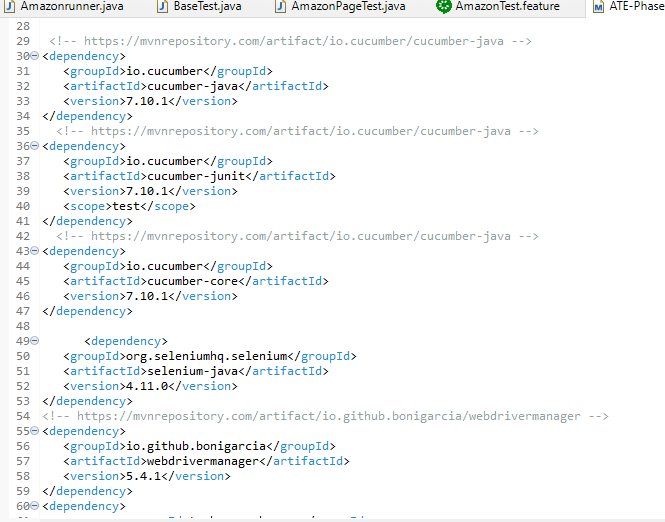 Amazonrunner.java BaseTest.java AmazonPageTest.java AmazonTest.feature ATE-Phase
28
29 <!-- https://mvnrepository.com/artifact/io.cucumber/cucumber-java -->
30 <dependency>
31 <groupId>io.cucumber</groupId>
32 <artifactId>cucumber-java</artifactId>
33 <version>7.10.1</version>
34 </dependency>
35 <!-- https://mvnrepository.com/artifact/io.cucumber/cucumber-java -->
36 <dependency>
37 <groupId>io.cucumber</groupId>
38 <artifactId>cucumber-junit</artifactId>
39 <version>7.10.1</version>
40 <scope>test</scope>
41 </dependency>
42 <!-- https://mvnrepository.com/artifact/io.cucumber/cucumber-java -->
43 <dependency>
44 <groupId>io.cucumber</groupId>
45 <artifactId>cucumber-core</artifactId>
46 <version>7.10.1</version>
47 </dependency>
48
49 <dependency>
50 <groupId>org.seleniumhq.selenium</groupId>
51 <artifactId>selenium-java</artifactId>
52 <version>4.11.0</version>
53 </dependency>
54 <!-- https://mvnrepository.com/artifact/io.github.bonigarcia/webdrivermanager -->
55 <dependency>
56 <groupId>io.github.bonigarcia</groupId>
57 <artifactId>webdrivermanager</artifactId>
58 <version>5.4.1</version>
59 </dependency>
60 <dependency>